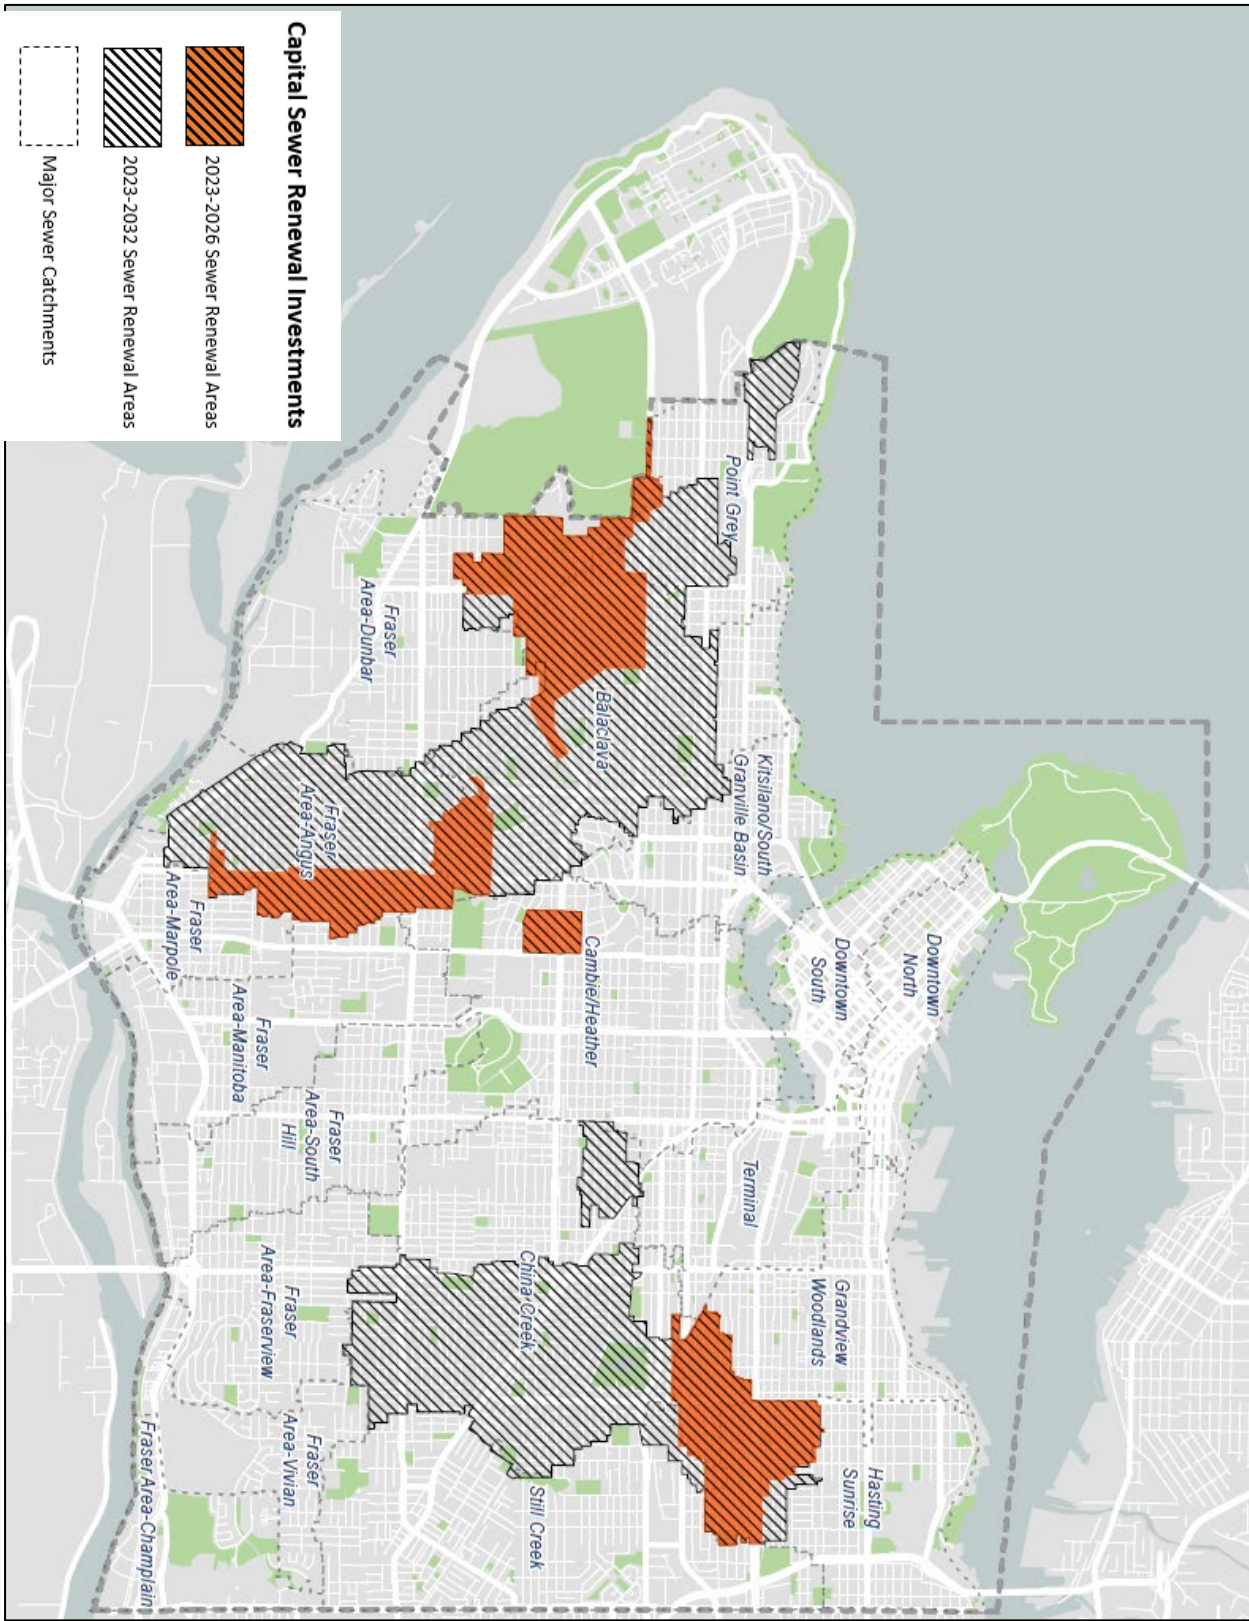 Capital Sewer Renewal Investments
2023-2026 Sewer Renewal Areas
2023-2032 Sewer Renewal Areas
Major Sewer Catchments
Point Grey
Kitsilano/South
Granville Basin
Downtown
North
Downtown
South
Balaclava
Cambie/Heather
Terminal
Grandview
Woodlands
Hasting
Sunrise
China Creek
Still Creek
Fraser
Area-Dunbar
Fraser
Area-Angus
Fraser
Area-Marpole
Fraser
Area-Manitoba
Fraser
Area-South
Hill
Fraser
Area-Fraserview
Fraser
Area-Vivian
Fraser Area-Champlain